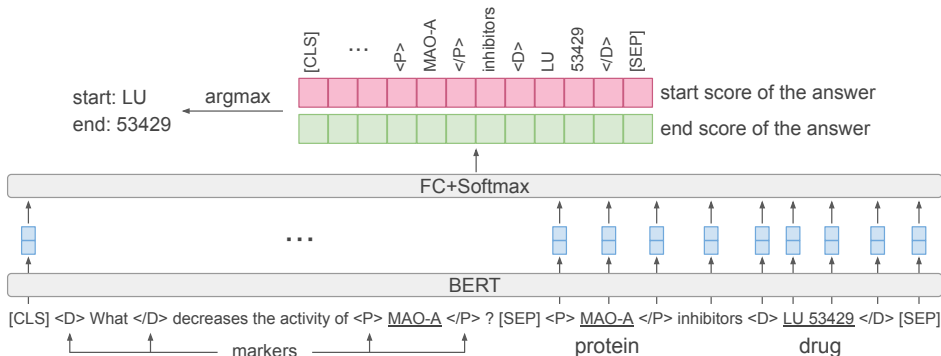 [CLS]
...
<P>
MAO-A
</P>
inhibitors
<D>
LU
53429
</D>
[SEP]
start: LU
end: 53429
argmax
start score of the answer
end score of the answer
FC+Softmax
...
BERT
[CLS] <D> What </D> decreases the activity of <P> MAO-A </P> ? [SEP] <P> MAO-A </P> inhibitors <D> LU 53429 </D> [SEP]
markers
protein
drug